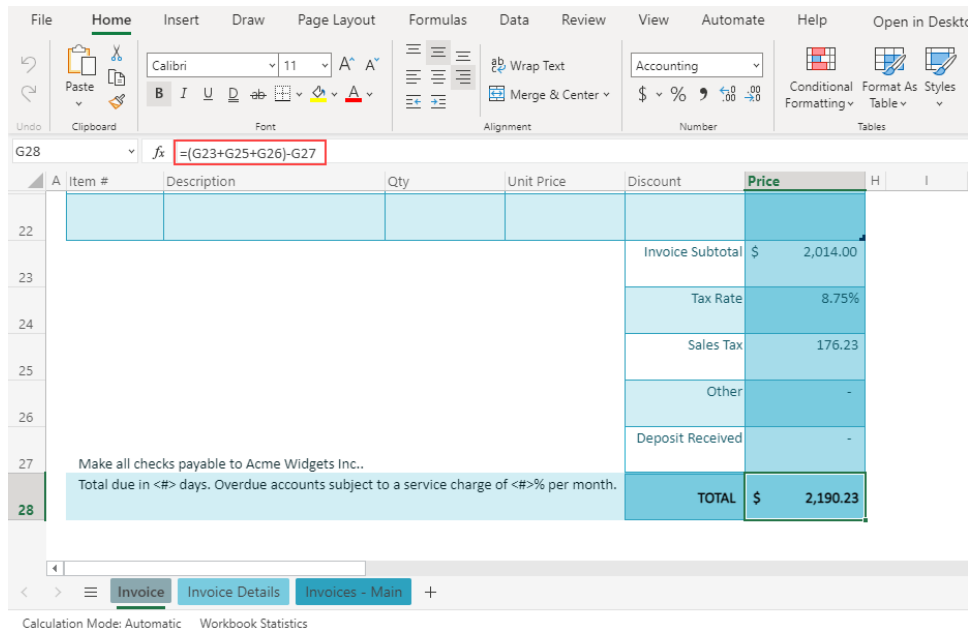 File Home Insert Draw Page Layout Formulas Data Review View Automate Help Open in Deskto
Calibri 11 A A ab Wrap Text Accounting
Paste B I U D ab A Merge & Center $ % 9 .00 .00 Conditional Formatting Format As Table Styles
Undo Clipboard Font Alignment Number Tables
G28 fx =(G23+G25+G26)-G27
A Item # Description Qty Unit Price Discount Price H I
22
23 Invoice Subtotal $ 2,014.00
24 Tax Rate 8.75%
25 Sales Tax 176.23
26 Other -
27 Make all checks payable to Acme Widgets Inc.. Deposit Received -
28 Total due in <#> days. Overdue accounts subject to a service charge of <#>% per month. TOTAL $ 2,190.23
Invoice Invoice Details Invoices - Main +
Calculation Mode: Automatic Workbook Statistics